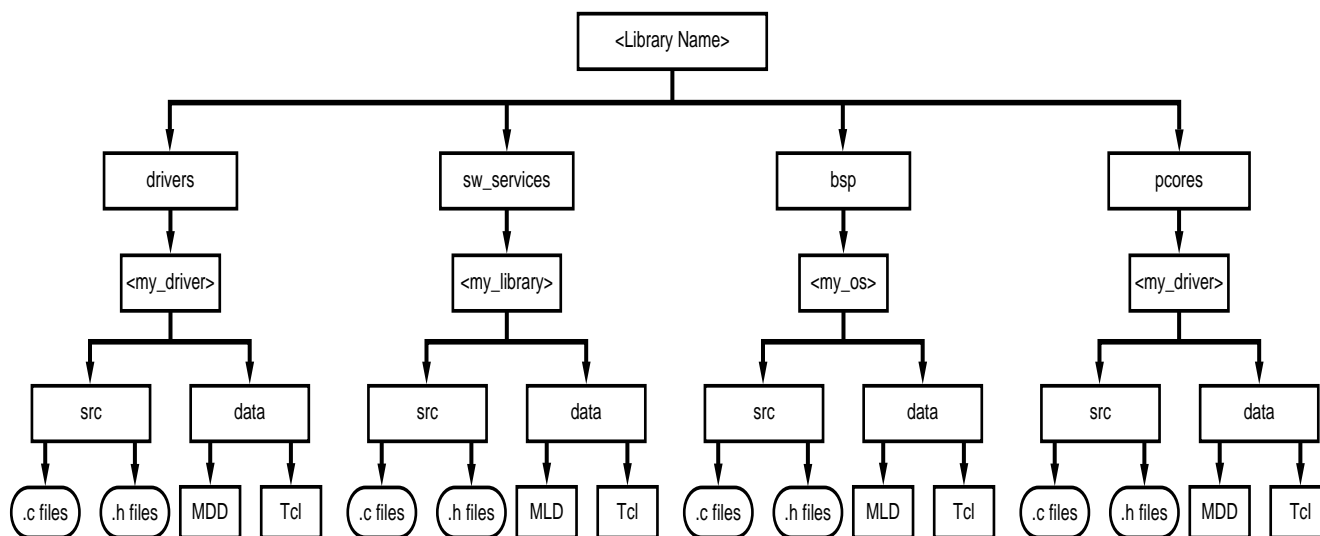 <Library Name>
drivers
sw_services
bsp
pcores
<my_driver>
<my_library>
<my_os>
<my_driver>
src
data
src
data
src
data
src
data
.c files
.h files
MDD
Tcl
.c files
.h files
MLD
Tcl
.c files
.h files
MLD
Tcl
.c files
.h files
MDD
Tcl